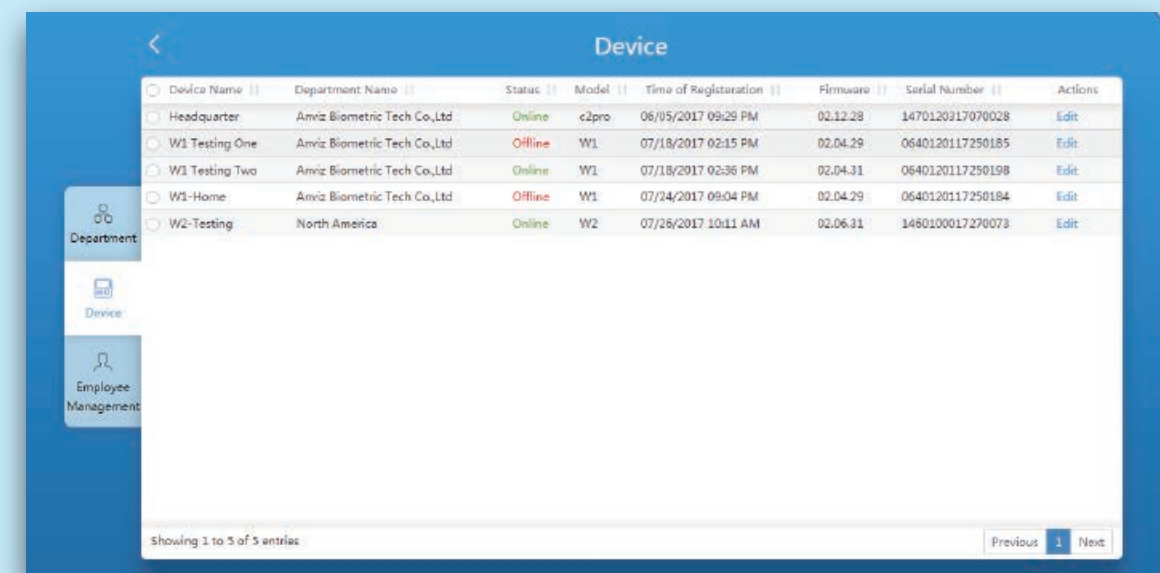 Device
Device Name Department Name Status Model Time of Registeration Firmware Serial Number Actions
Headquarter Anviz Biometric Tech Co.,Ltd Online c2pro 06/05/2017 09:29 PM 02.12.28 1470120317070028 Edit
W1 Testing One Anviz Biometric Tech Co.,Ltd Offline W1 07/18/2017 02:15 PM 02.04.29 0640120117250185 Edit
W1 Testing Two Anviz Biometric Tech Co.,Ltd Online W1 07/18/2017 02:36 PM 02.04.31 0640120117250198 Edit
W1-Home Anviz Biometric Tech Co.,Ltd Offline W1 07/24/2017 09:04 PM 02.04.29 0640120117250184 Edit
W2-Testing North America Online W2 07/26/2017 10:11 AM 02.06.31 1460100017270073 Edit
Department
Device
Employee
Management
Showing 1 to 5 of 5 entries
Previous 1 Next